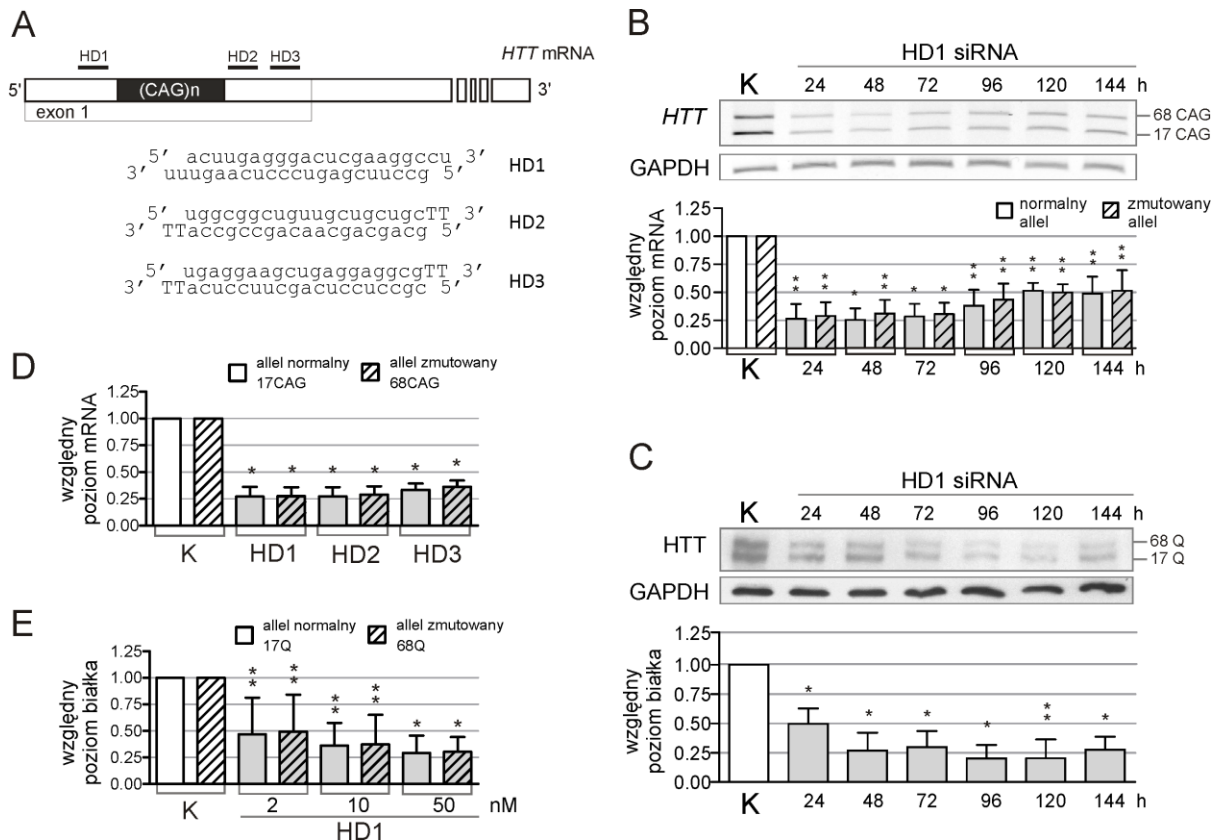 A
HD1 HD2 HD3 HTT mRNA
5' (CAG)n 3'
exon 1
5' acuugagggacucgaaggccu 3'
3' uuugaacucccugagcuuccg 5'
HD1
5' uggcggcuguugcugcugcTT 3'
3' TTaccgccgacaacgacgacg 5'
HD2
5' ugaggaagcugaggaggcgTT 3'
3' TTacuccuucgacuccuccgc 5'
HD3
B
HD1 siRNA
K 24 48 72 96 120 144 h
HTT
68 CAG
17 CAG
GAPDH
normalny allel
zmutowany allel
względny poziom mRNA
1.25
1.00
0.75
0.50
0.25
0.00
* * * * * * * * * * * * * * * * * * * * *
K 24 48 72 96 120 144 h
D
allel normalny 17CAG
allel zmutowany 68CAG
względny poziom mRNA
1.25
1.00
0.75
0.50
0.25
0.00
* * * * * *
K HD1 HD2 HD3
C
HD1 siRNA
K 24 48 72 96 120 144 h
HTT
68 Q
17 Q
GAPDH
względny poziom białka
1.25
1.00
0.75
0.50
0.25
0.00
* * * * * * *
K 24 48 72 96 120 144 h
E
allel normalny 17Q
allel zmutowany 68Q
względny poziom białka
1.25
1.00
0.75
0.50
0.25
0.00
* * * * * * * * * *
K 2 10 50 nM
HD1